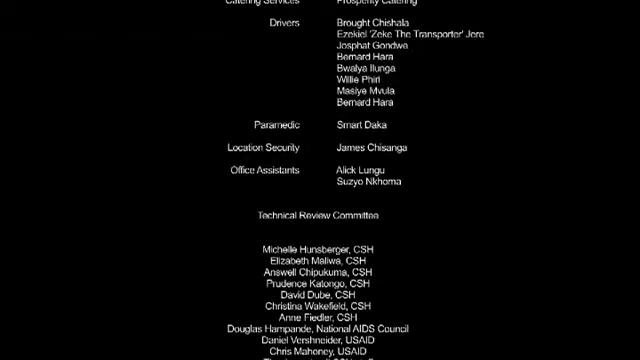 Catering Services Prosperity Catering
Drivers Brought Chishala
Ezekiel 'Zeke The Transporter' Jere
Josphat Gondwe
Bernard Hara
Bwalya Ilunga
Willie Phiri
Masiye Mvula
Bernard Hara
Paramedic Smart Daka
Location Security James Chisanga
Office Assistants Alick Lungu
Suzyo Nkhoma
Technical Review Committee
Michelle Hunsberger, CSH
Elizabeth Maliwa, CSH
Answell Chipukuma, CSH
Prudence Katongo, CSH
David Dube, CSH
Christina Wakefield, CSH
Anne Fiedler, CSH
Douglas Hampande, National AIDS Council
Daniel Vershneider, USAID
Chris Mahoney, USAID